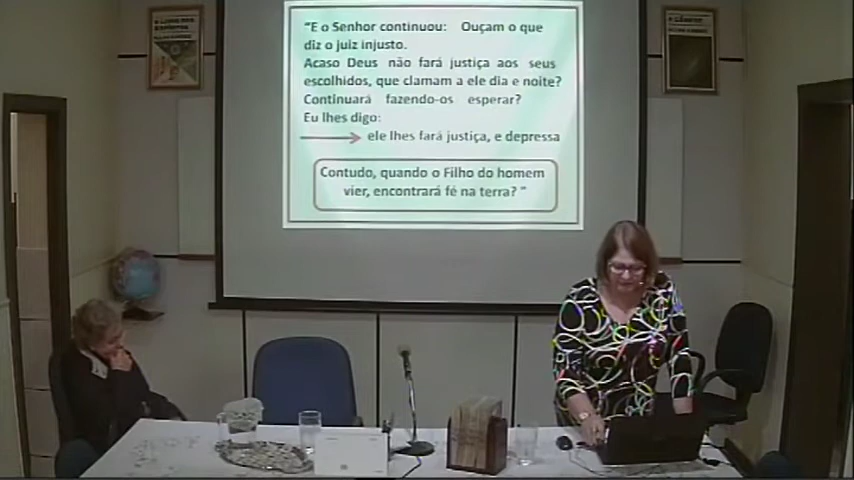 "E o Senhor continuou: Ouçam o que
diz o juiz injusto.
Acaso Deus não fará justiça aos seus
escolhidos, que clamam a ele dia e noite?
Continuará fazendo-os esperar?
Eu lhes digo:
ele lhes fará justiça, e depressa
Contudo, quando o Filho do homem
vier, encontrará fé na terra? "